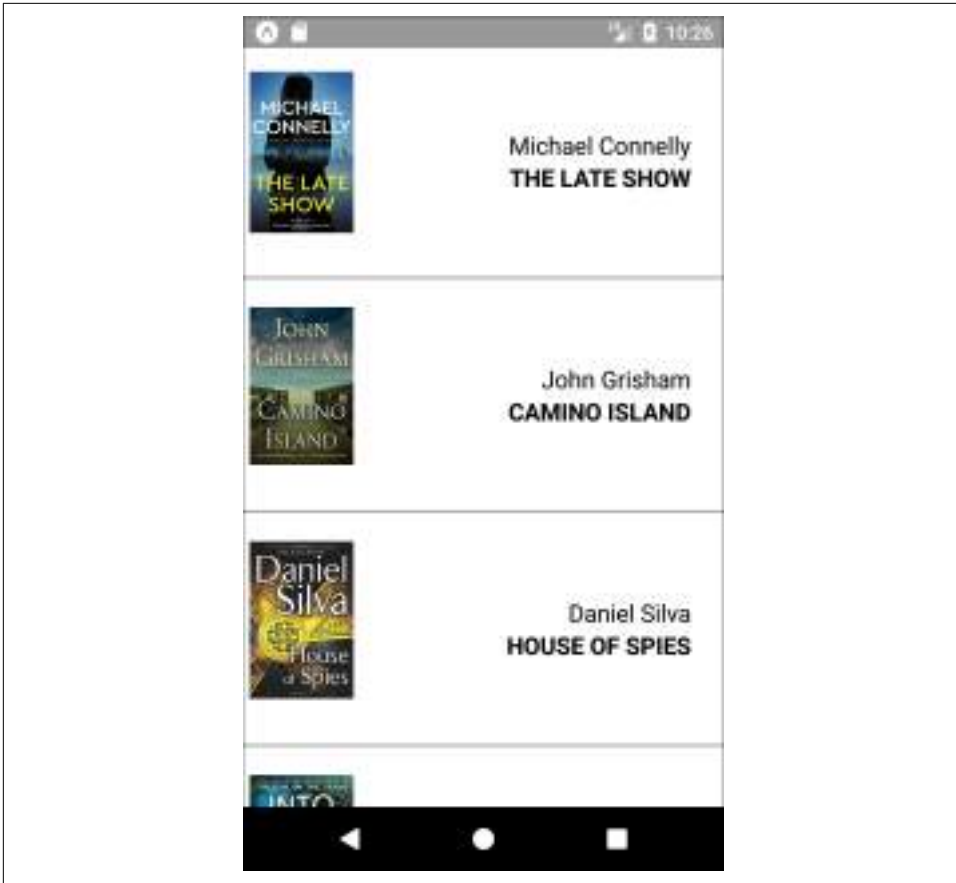 10:26
MICHAEL
CONNELLY
THE LATE
SHOW
Michael Connelly
THE LATE SHOW
JOHN
GRISHAM
CAMINO
ISLAND
John Grisham
CAMINO ISLAND
Daniel
Silva
House
of Spies
Daniel Silva
HOUSE OF SPIES
INTO